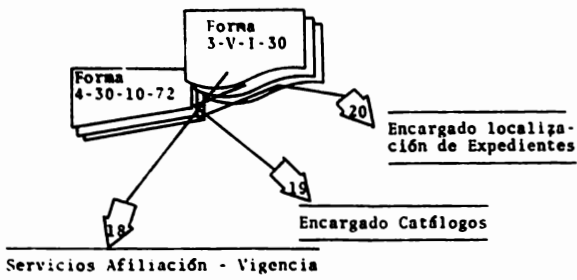 Forma
3-V-I-30
Forma
4-30-10-72
20
Encargado localiza-
ción de Expedientes
19
Encargado Catálogos
18
Servicios Afiliación - Vigencia